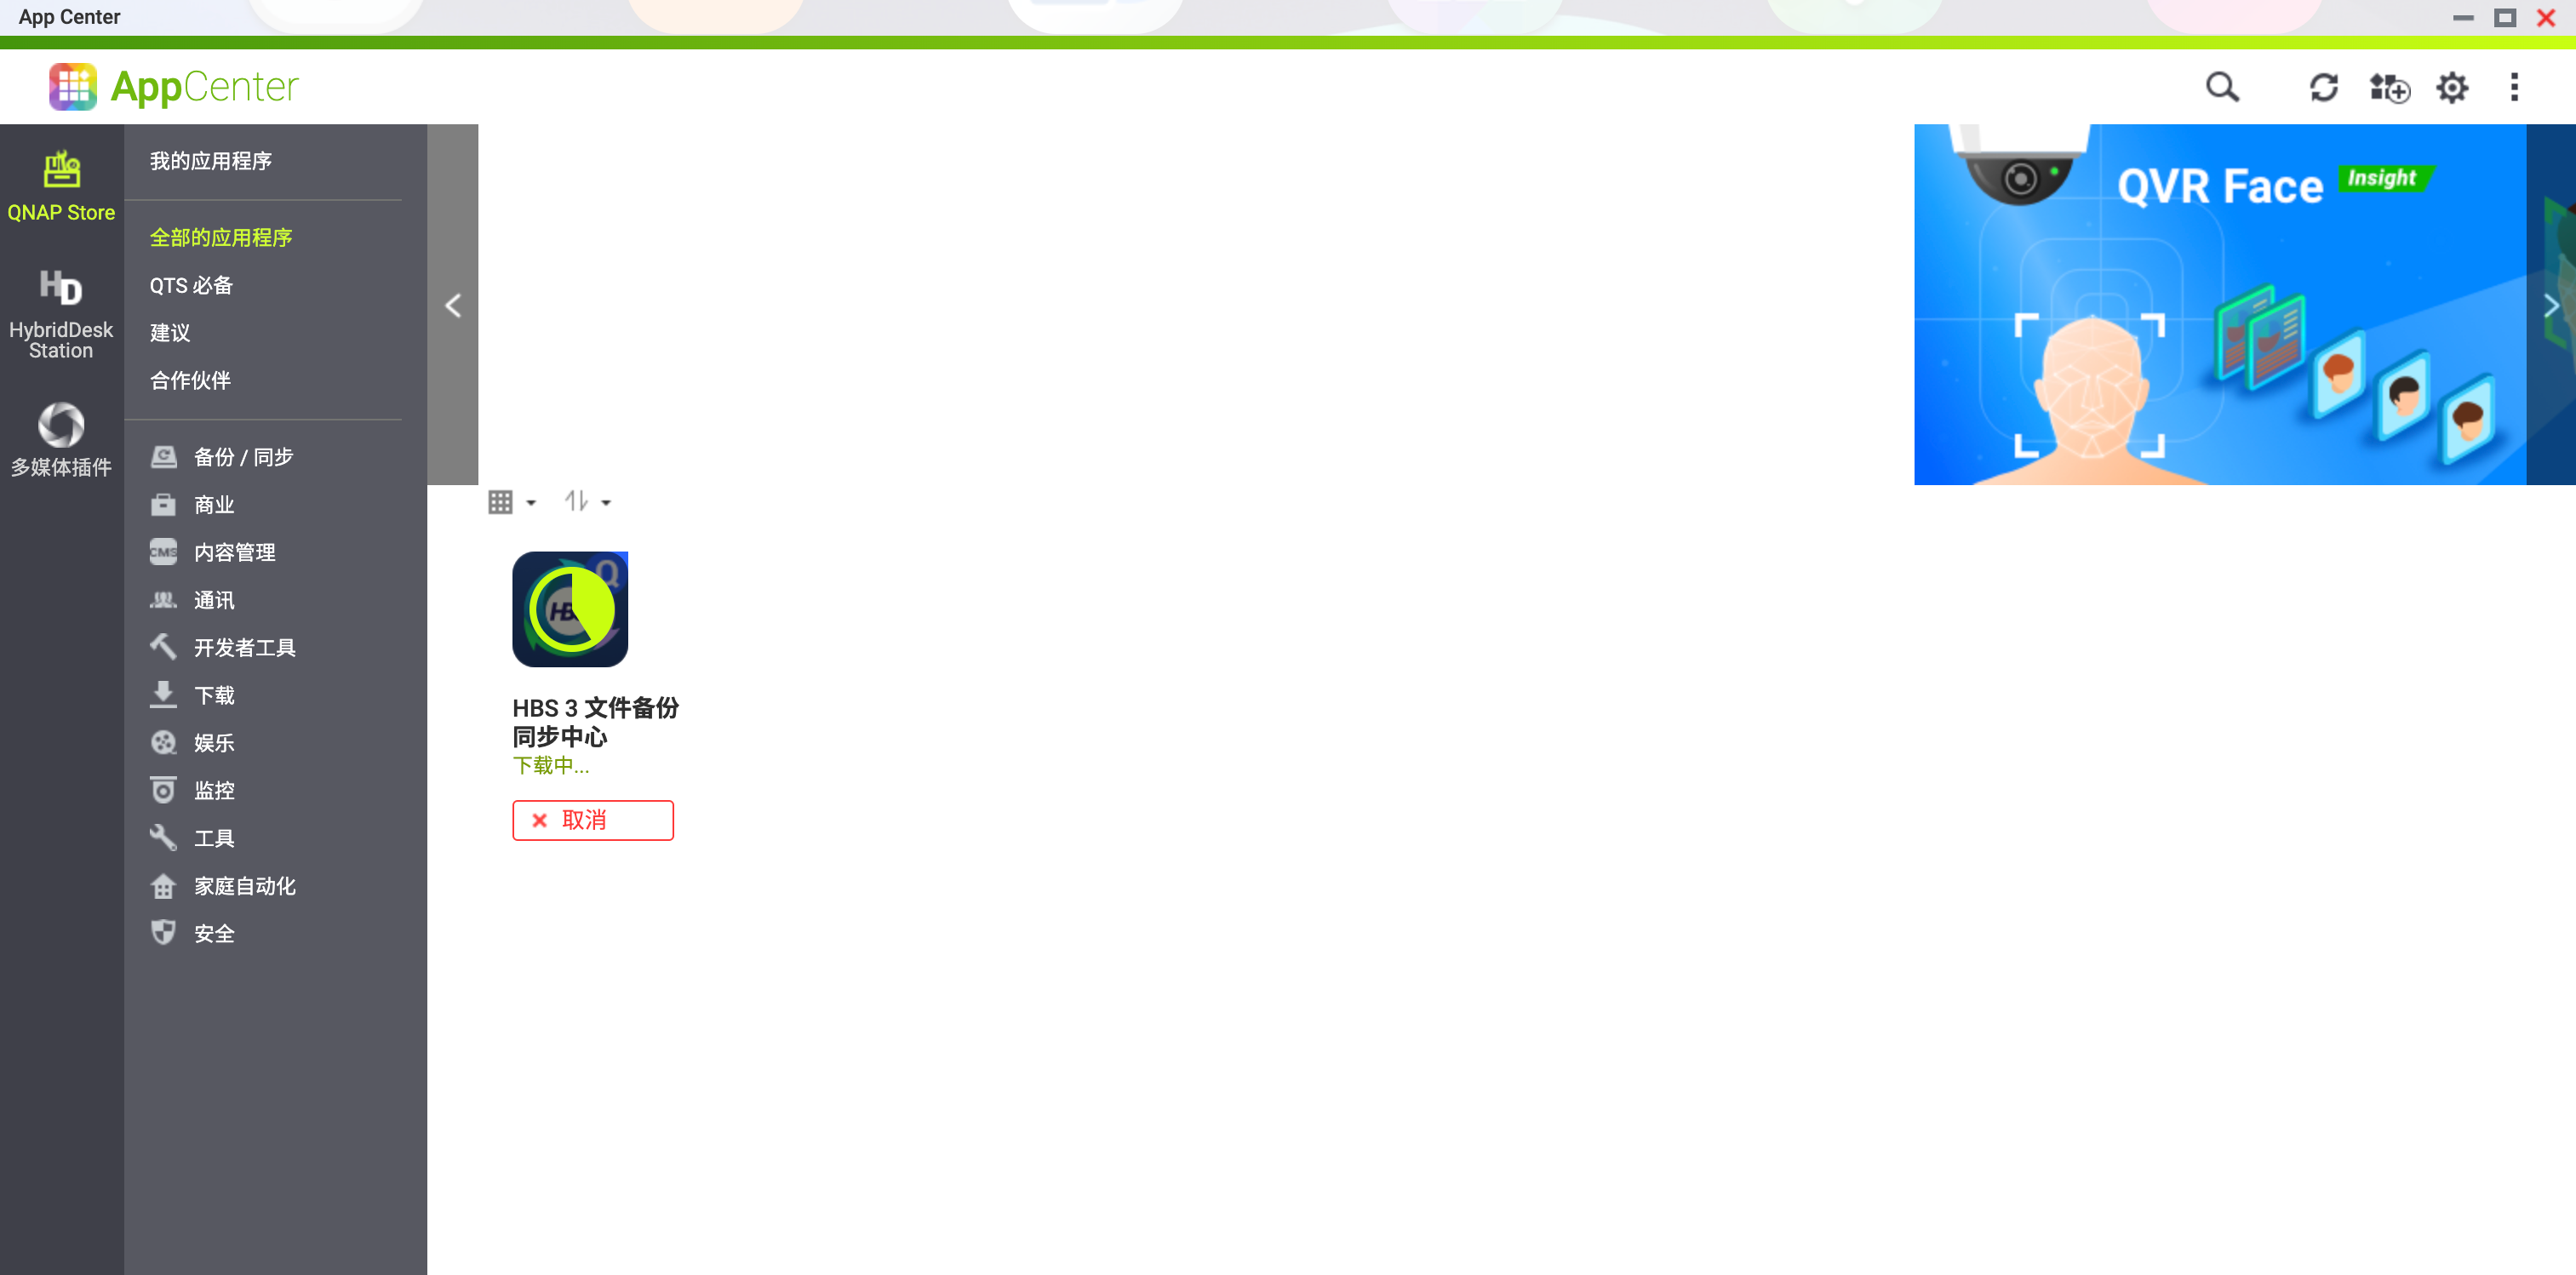 App Center
AppCenter
QNAP Store
HD
HybridDesk
Station
多媒体插件
我的应用程序
全部的应用程序
QTS 必备
建议
合作伙伴
备份 / 同步
商业
CMS
内容管理
通讯
开发者工具
下载
娱乐
监控
工具
家庭自动化
安全
QVR Face
Insight
Q
HB
HBS 3 文件备份
同步中心
下载中...
取消